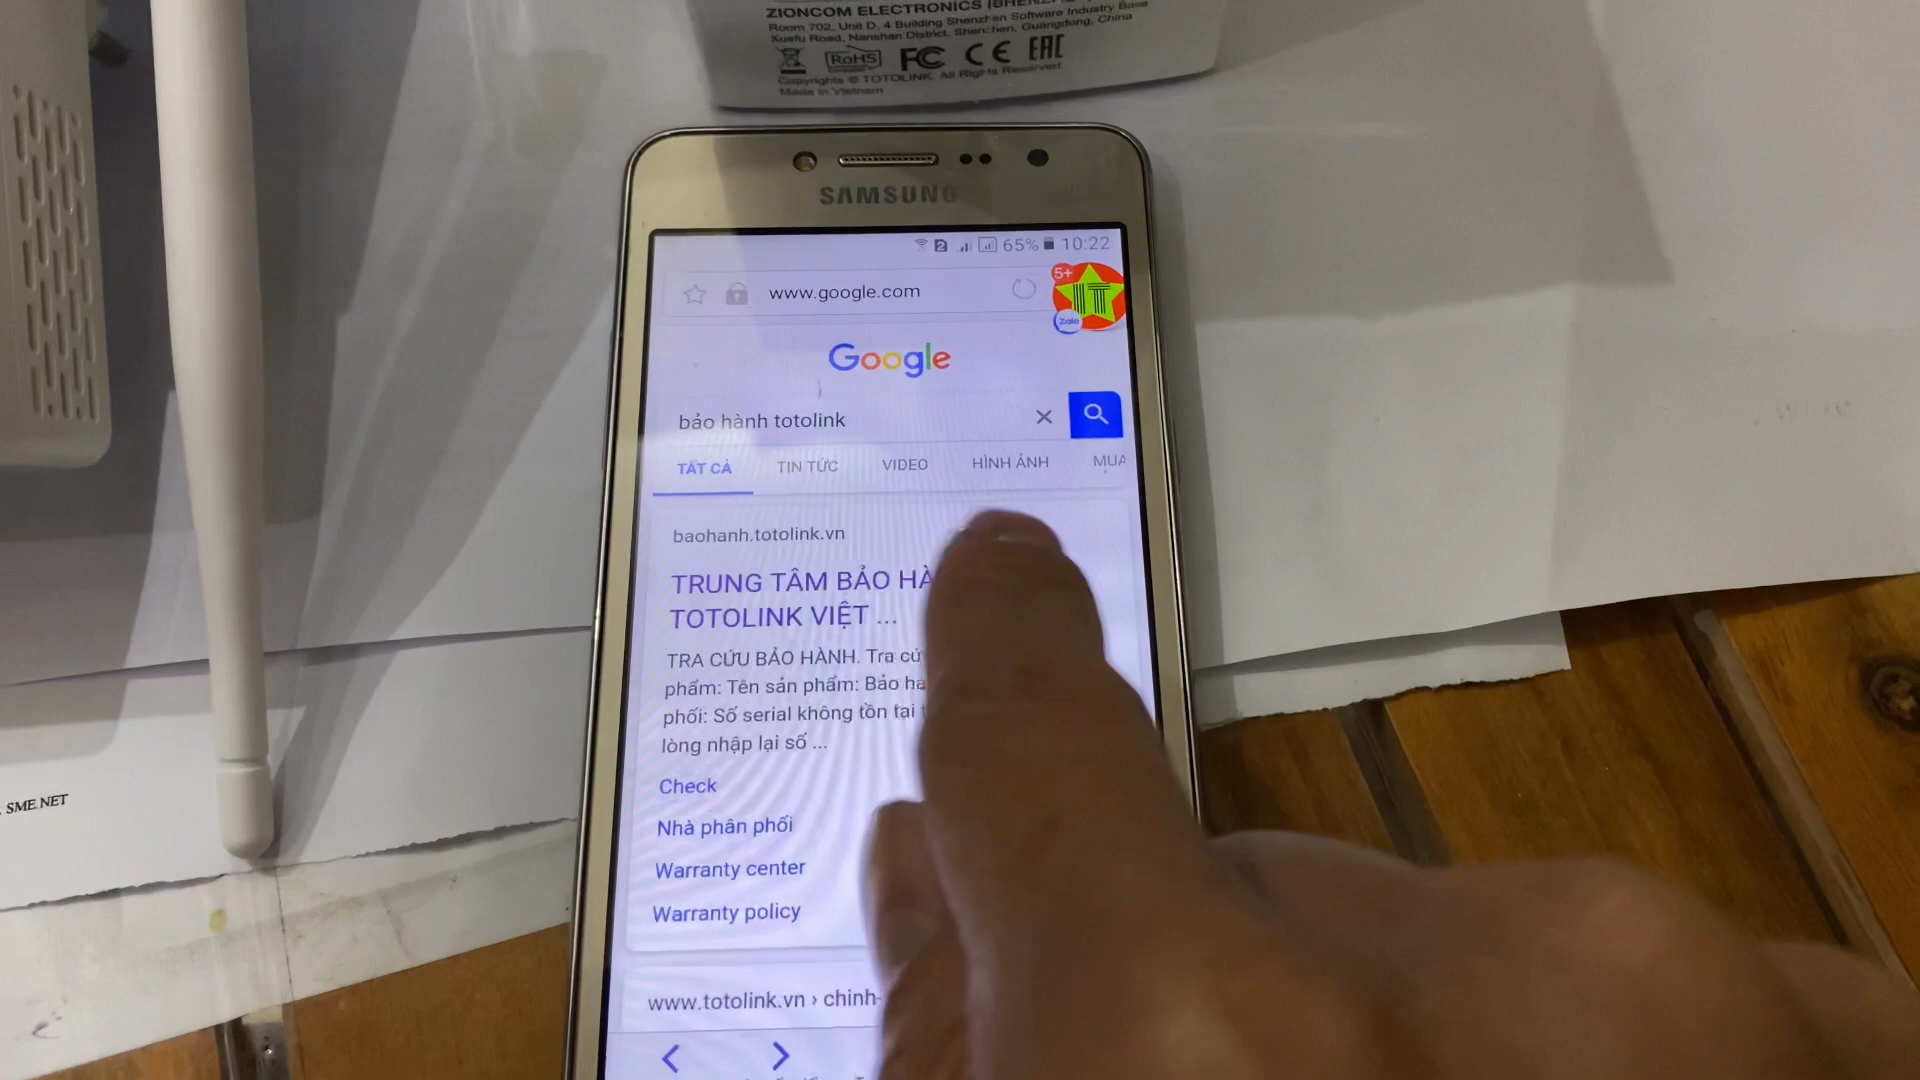 ZIONCOM ELECTRONICS
Room 702, Unit D, 4 Building Shenzhen Software Industry Base
Xuefu Road, Nanshan District, Shenzhen, Guangdong, China
RoHS FC CE EAC
Copyrights © TOTOLINK. All Rights Reserved
Made in Vietnam
SAMSUNG
2 65% 10:22
www.google.com
5+
IT
Zalo
Google
bảo hành totolink
TẤT CẢ TIN TỨC VIDEO HÌNH ẢNH MUA
baohanh.totolink.vn
TRUNG TÂM BẢO HÀ
TOTOLINK VIỆT ...
TRA CỨU BẢO HÀNH. Tra cứ
phẩm: Tên sản phẩm: Bảo hà
phối: Số serial không tồn tại
lòng nhập lại số ...
Check
Nhà phân phối
Warranty center
Warranty policy
www.totolink.vn › chinh-
SME.NET